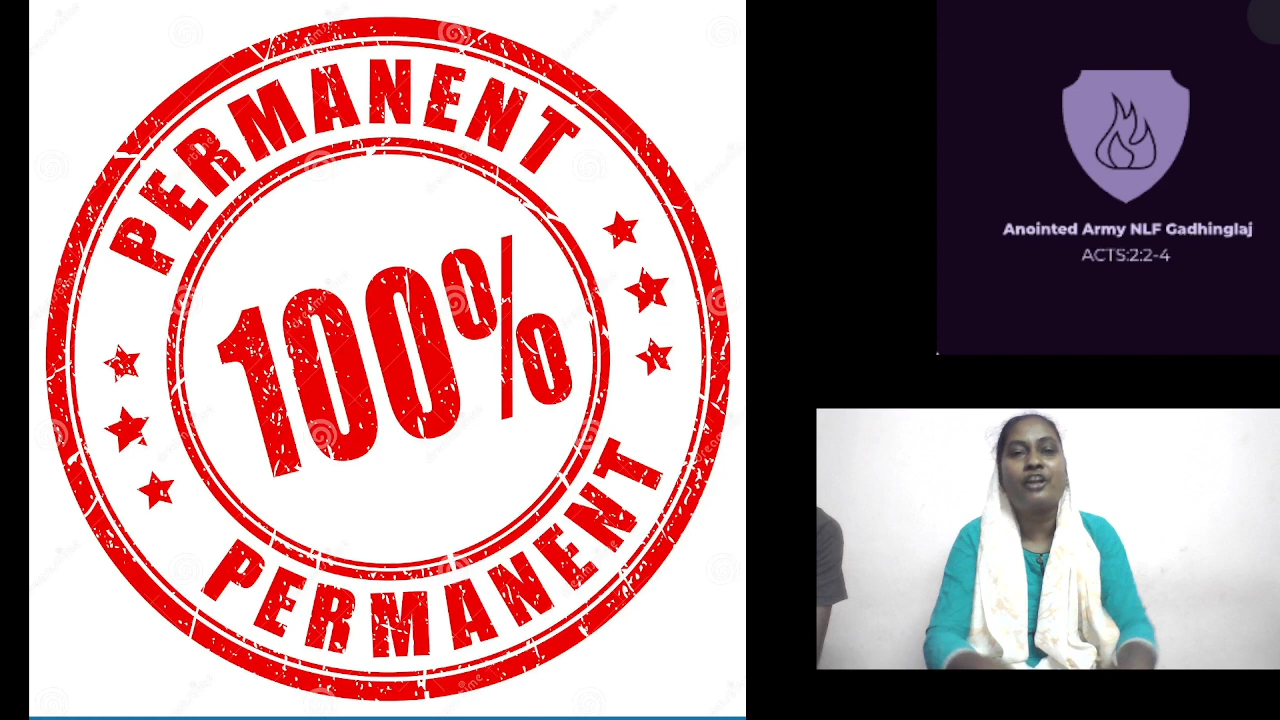 PERMANENT
100%
PERMANENT
Anointed Army NLF Gadhinglaj
ACTS:2:2-4